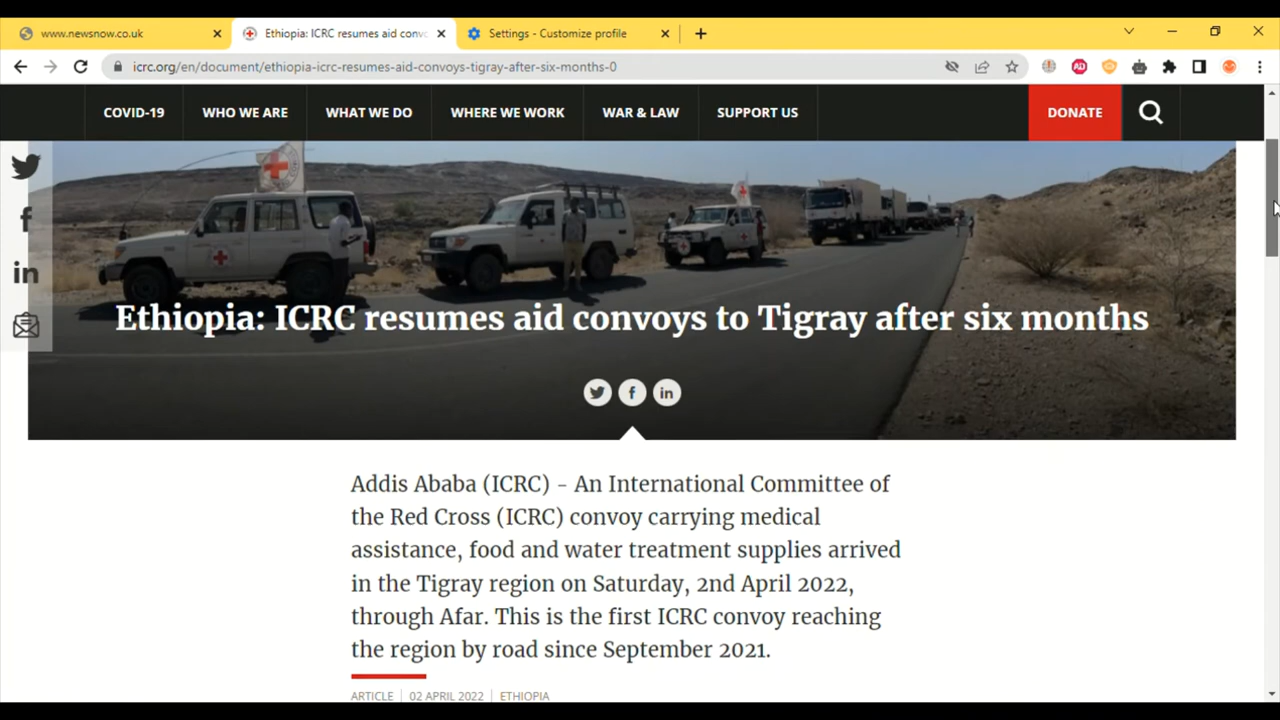 www.newsnow.co.uk
Ethiopia: ICRC resumes aid conv
Settings - Customize profile
icrc.org/en/document/ethiopia-icrc-resumes-aid-convoys-tigray-after-six-months-0
COVID-19 WHO WE ARE WHAT WE DO WHERE WE WORK WAR & LAW SUPPORT US DONATE
Ethiopia: ICRC resumes aid convoys to Tigray after six months
Addis Ababa (ICRC) – An International Committee of
the Red Cross (ICRC) convoy carrying medical
assistance, food and water treatment supplies arrived
in the Tigray region on Saturday, 2nd April 2022,
through Afar. This is the first ICRC convoy reaching
the region by road since September 2021.
ARTICLE 02 APRIL 2022 ETHIOPIA